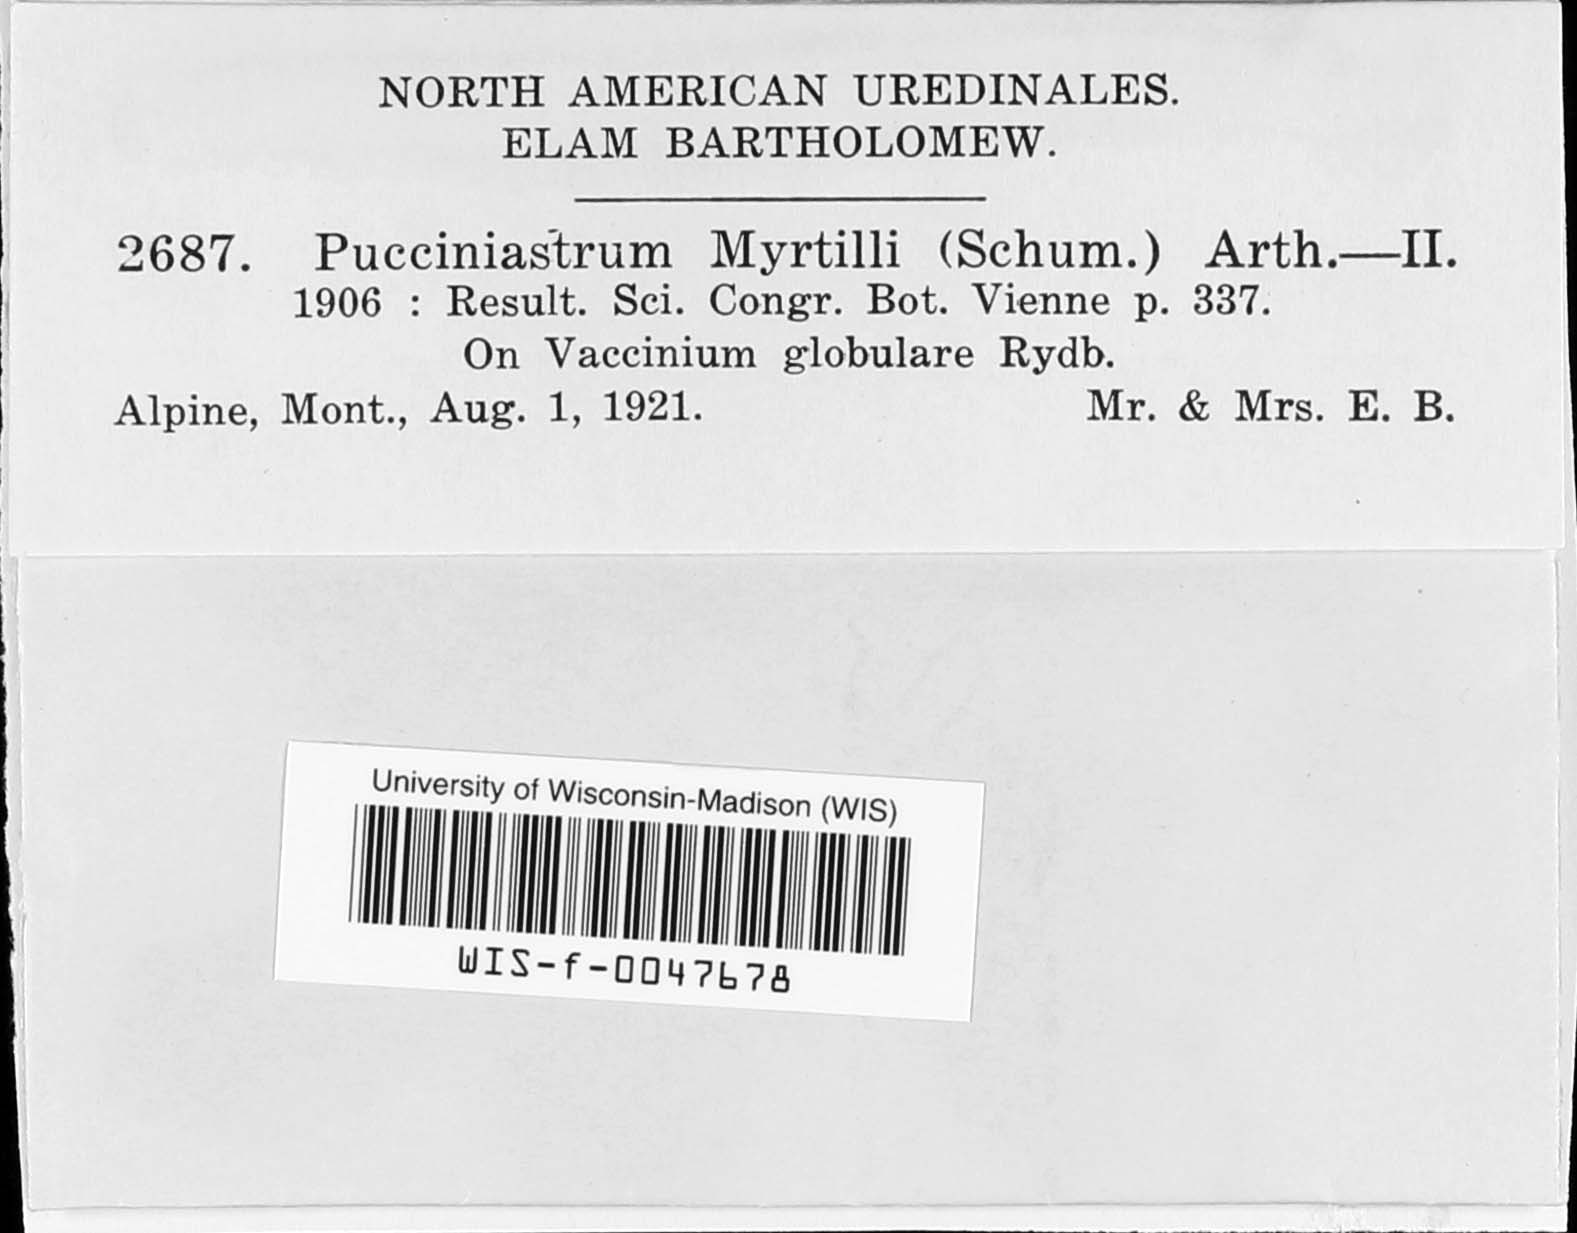 NORTH AMERICAN UREDINALES.
ELAM BARTHOLOMEW.
2687. Pucciniastrum Myrtilli (Schum.) Arth.—II.
1906 : Result. Sci. Congr. Bot. Vienne p. 337.
On Vaccinium globulare Rydb.
Alpine, Mont., Aug. 1, 1921. Mr. & Mrs. E. B.
University of Wisconsin-Madison (WIS)
WIS-f-0047678